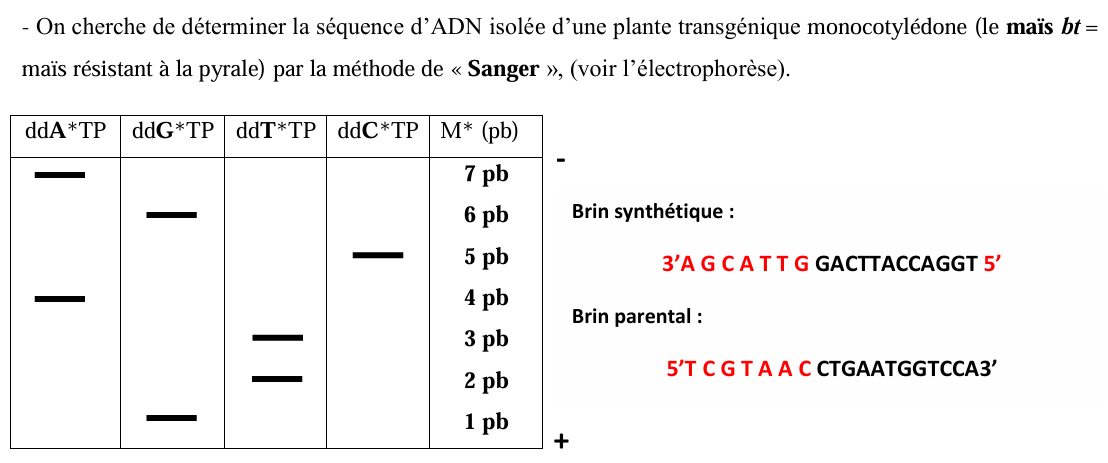 - On cherche de déterminer la séquence d’ADN isolée d’une plante transgénique monocotylédone (le maïs bt =
maïs résistant à la pyrale) par la méthode de « Sanger », (voir l’électrophorèse).
ddA*TP ddG*TP ddT*TP ddC*TP M* (pb)
-
7 pb
6 pb
5 pb
4 pb
3 pb
2 pb
1 pb
+
Brin synthétique :
3’A G C A T T G GACTTACCAGGT 5’
Brin parental :
5’T C G T A A C CTGAATGGTCCA3’